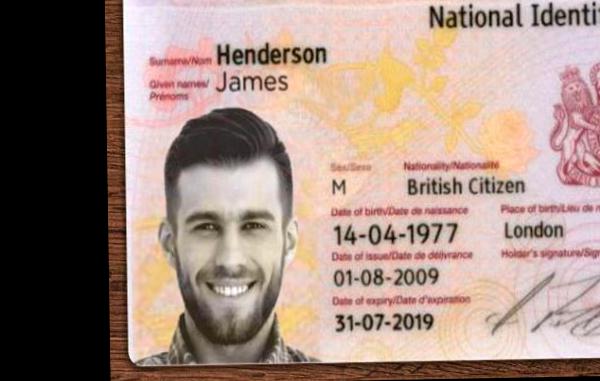 National Identi
Surname/Nom Henderson
Given names/ James
Prénoms
Sex/Sexe Nationality/Nationalité
M British Citizen
Date of birth/Date de naissance Place of birth/Lieu de n
14-04-1977 London
Date of issue/Date de délivrance Holder's signature/Sig
01-08-2009
Date of expiry/Date d'expiration
31-07-2019